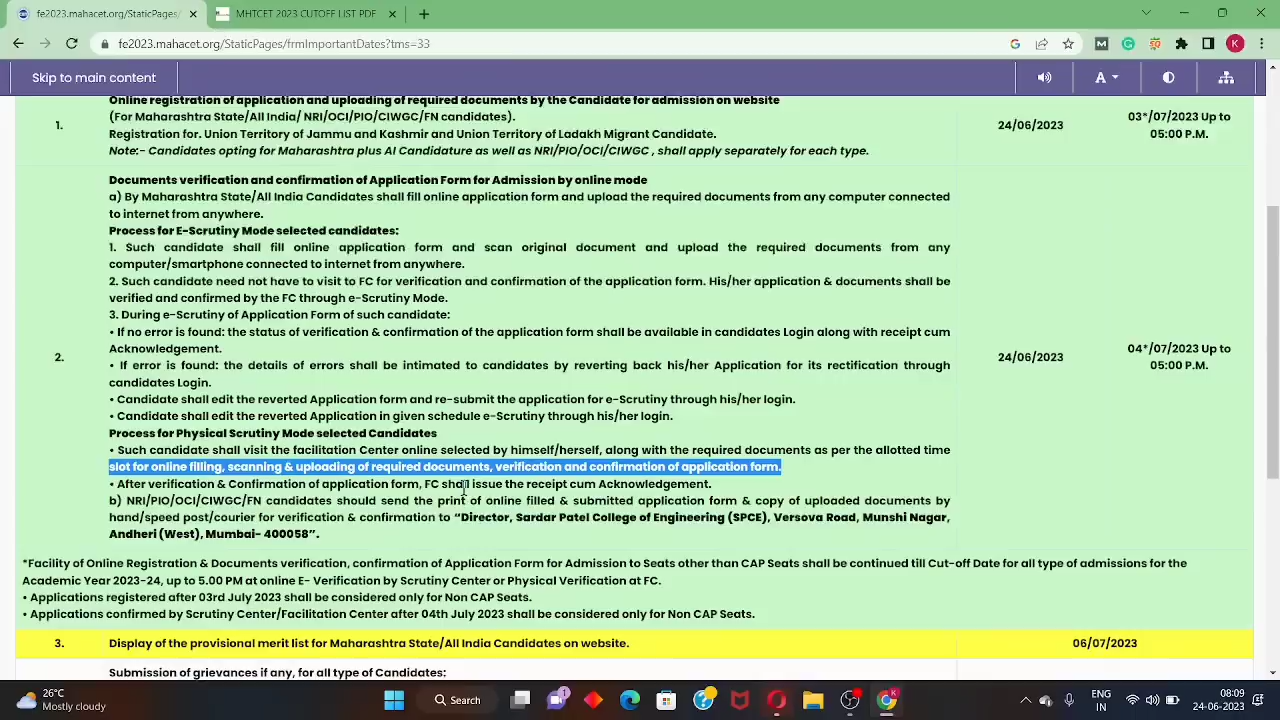 fe2023.mahacet.org/StaticPages/
MHTCET CUTOFF LIST PDF
fe2023.mahacet.org/StaticPages/frmImportantDates?tms=33
K
Skip to main
A
Online registration of application and uploading of required documents by the Candidate for admission on website
(For Maharashtra State/All India/ NRI/OCI/PIO/CIWGC/FN candidates).
Registration for. Union Territory of Jammu and Kashmir and Union Territory of Ladakh Migrant Candidate.
Note:- Candidates opting for Maharashtra plus AI Candidature as well as NRI/PIO/OCI/CIWGC , shall apply separately for each type.
1.
24/06/2023
03*/07/2023 Up to
05:00 P.M.
Documents verification and confirmation of Application Form for Admission by online mode
a) By Maharashtra State/All India Candidates shall fill online application form and upload the required documents from any computer connected
to internet from anywhere.
Process for E-Scrutiny Mode selected candidates:
1. Such candidate shall fill online application form and scan original document and upload the required documents from any
computer/smartphone connected to internet from anywhere.
2. Such candidate need not have to visit to FC for verification and confirmation of the application form. His/her application & documents shall be
verified and confirmed by the FC through e-Scrutiny Mode.
3. During e-Scrutiny of Application Form of such candidate:
• If no error is found: the status of verification & confirmation of the application form shall be available in candidates Login along with receipt cum
Acknowledgement.
• If error is found: the details of errors shall be intimated to candidates by reverting back his/her Application for its rectification through
candidates Login.
• Candidate shall edit the reverted Application form and re-submit the application for e-Scrutiny through his/her login.
• Candidate shall edit the reverted Application in given schedule e-Scrutiny through his/her login.
Process for Physical Scrutiny Mode selected Candidates
• Such candidate shall visit the facilitation Center online selected by himself/herself, along with the required documents as per the allotted time
slot for online filling, scanning & uploading of required documents, verification and confirmation of application form.
• After verification & Confirmation of application form, FC shall issue the receipt cum Acknowledgement.
b) NRI/PIO/OCI/CIWGC/FN candidates should send the print of online filled & submitted application form & copy of uploaded documents by
hand/speed post/courier for verification & confirmation to “Director, Sardar Patel College of Engineering (SPCE), Versova Road, Munshi Nagar,
Andheri (West), Mumbai- 400058”.
2.
24/06/2023
04*/07/2023 Up to
05:00 P.M.
*Facility of Online Registration & Documents verification, confirmation of Application Form for Admission to Seats other than CAP Seats shall be continued till Cut-off Date for all type of admissions for the
Academic Year 2023-24, up to 5.00 PM at online E- Verification by Scrutiny Center or Physical Verification at FC.
• Applications registered after 03rd July 2023 shall be considered only for Non CAP Seats.
• Applications confirmed by Scrutiny Center/Facilitation Center after 04th July 2023 shall be considered only for Non CAP Seats.
3.
Display of the provisional merit list for Maharashtra State/All India Candidates on website.
06/07/2023
Submission of grievances if any, for all type of Candidates:
26°C
Mostly cloudy
Search
ENG
IN
08:09
24-06-2023